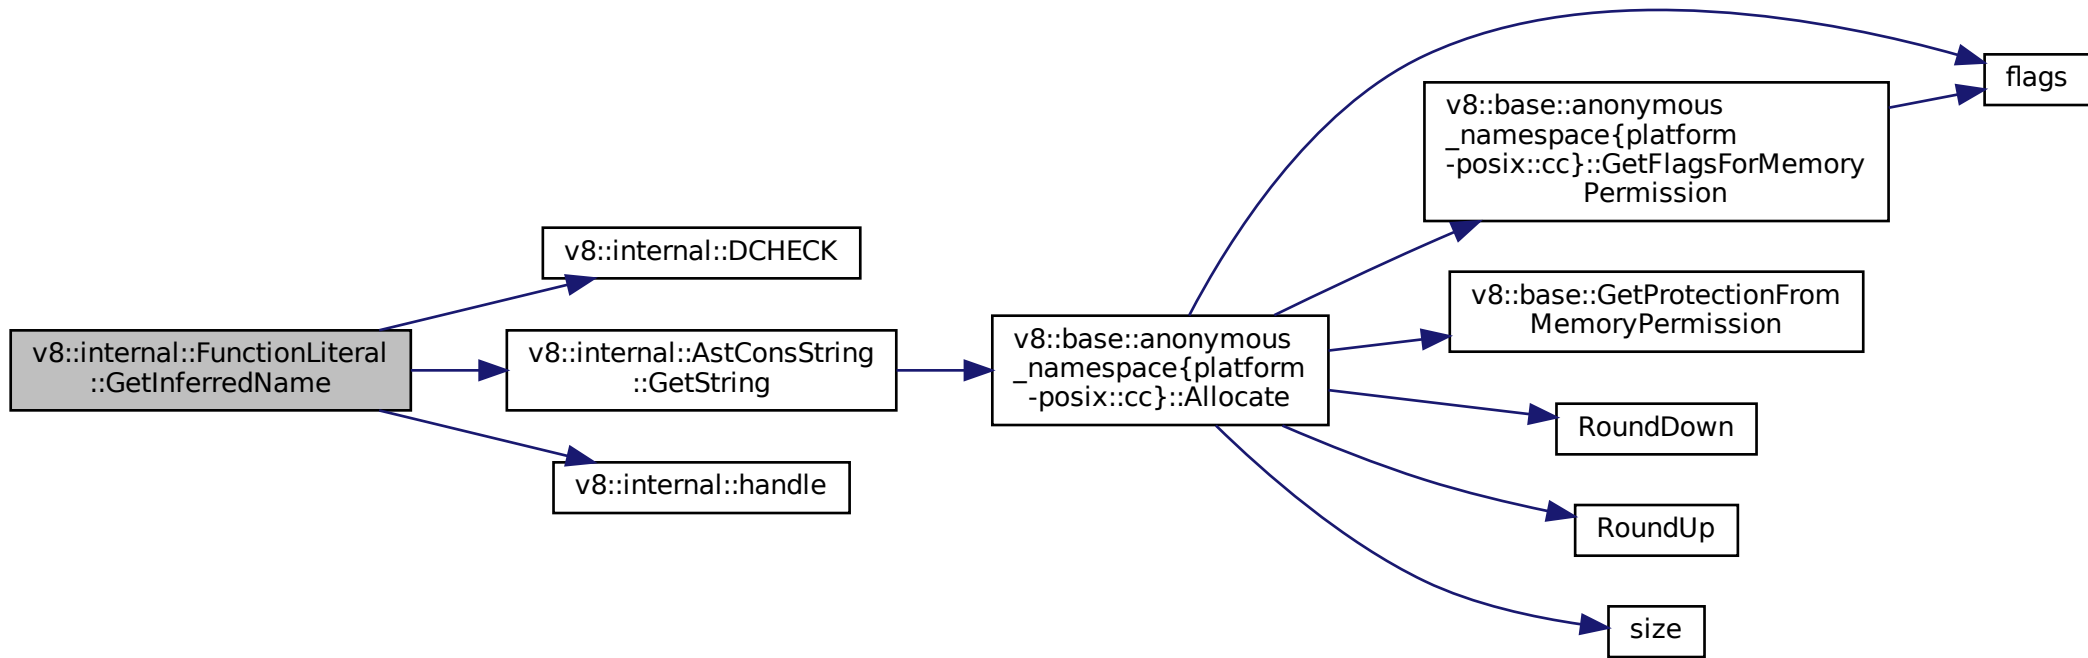 v8::internal::FunctionLiteral
::GetInferredName
v8::internal::DCHECK
v8::internal::AstConsString
::GetString
v8::internal::handle
v8::base::anonymous
_namespace{platform
-posix::cc}::Allocate
flags
v8::base::anonymous
_namespace{platform
-posix::cc}::GetFlagsForMemory
Permission
v8::base::GetProtectionFrom
MemoryPermission
RoundDown
RoundUp
size